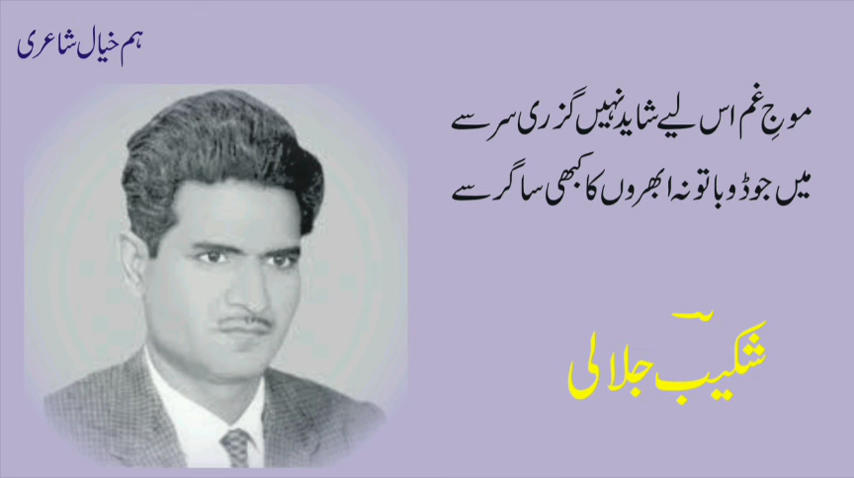 ہم خیال شاعری
موجِ غم اس لیے شاید نہیں گزری سر سے
میں جو ڈوبا تو نہ ابھروں کا کبھی ساگر سے
شکیبؔ جلالی